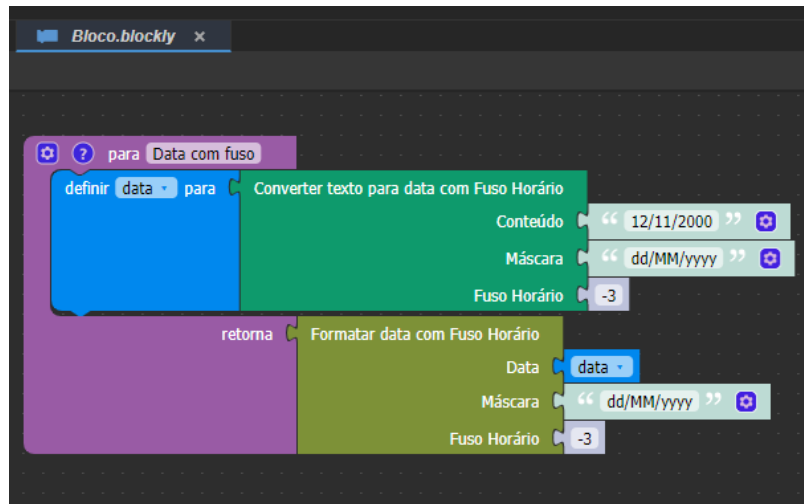 Bloco.blockly ×
? para Data com fuso
definir data para Converter texto para data com Fuso Horário
Conteúdo “ 12/11/2000 ”
Máscara “ dd/MM/yyyy ”
Fuso Horário -3
retorna Formatar data com Fuso Horário
Data data
Máscara “ dd/MM/yyyy ”
Fuso Horário -3